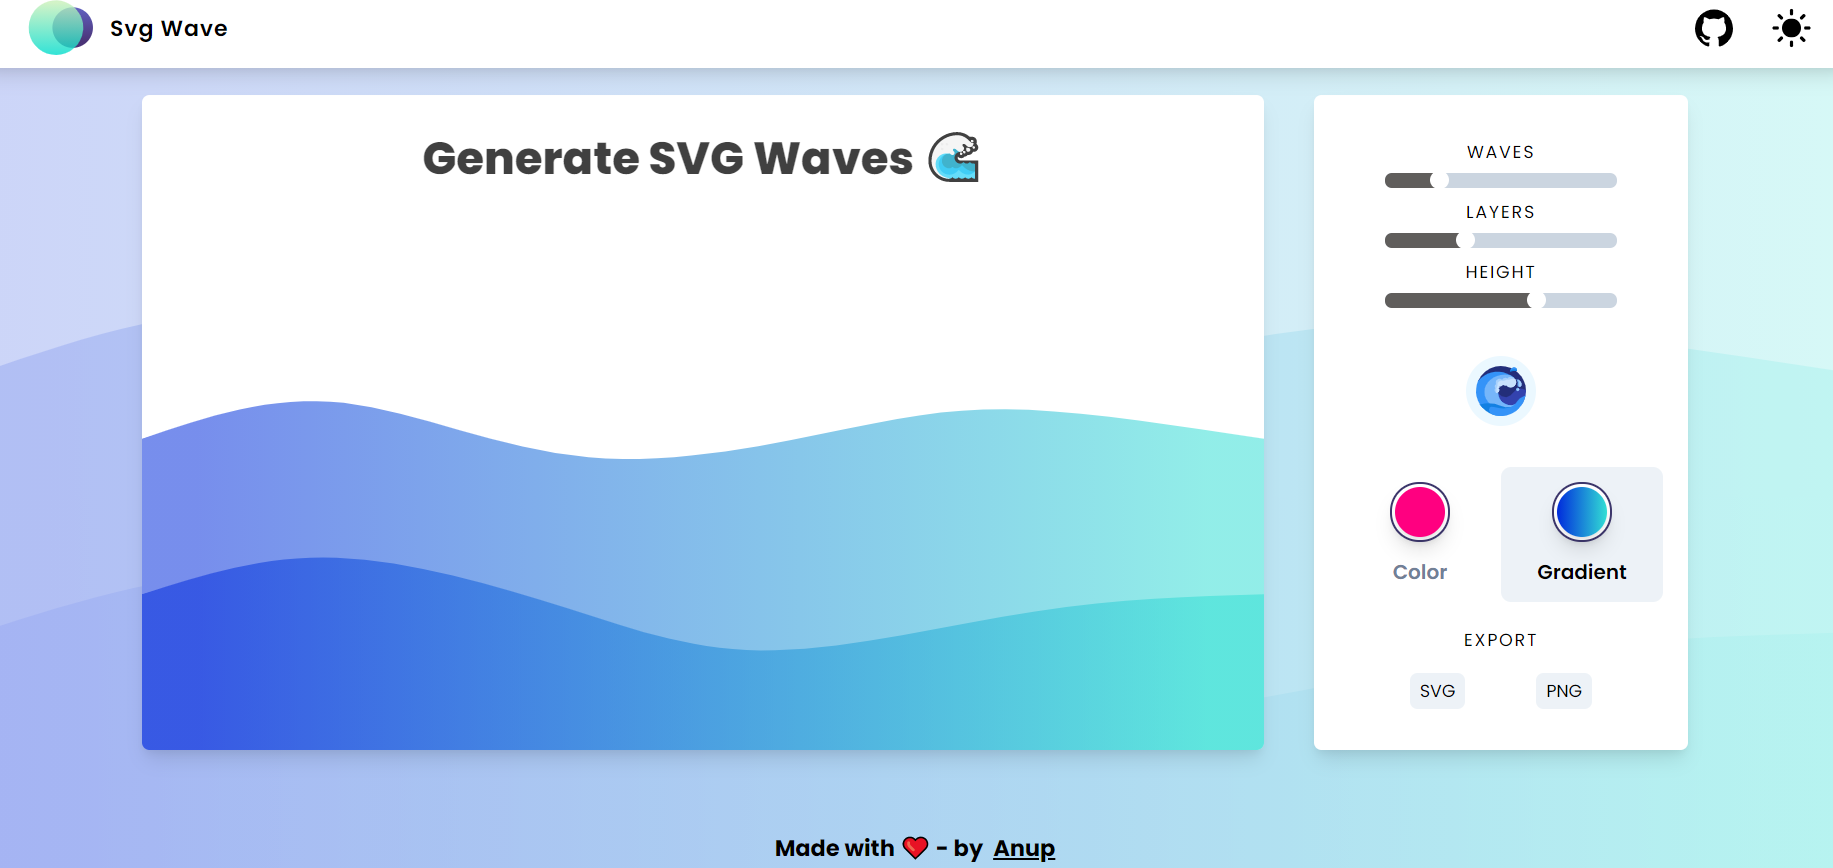 Svg Wave
Generate SVG Waves
WAVES
LAYERS
HEIGHT
Color
Gradient
EXPORT
SVG
PNG
Made with ❤️ - by Anup